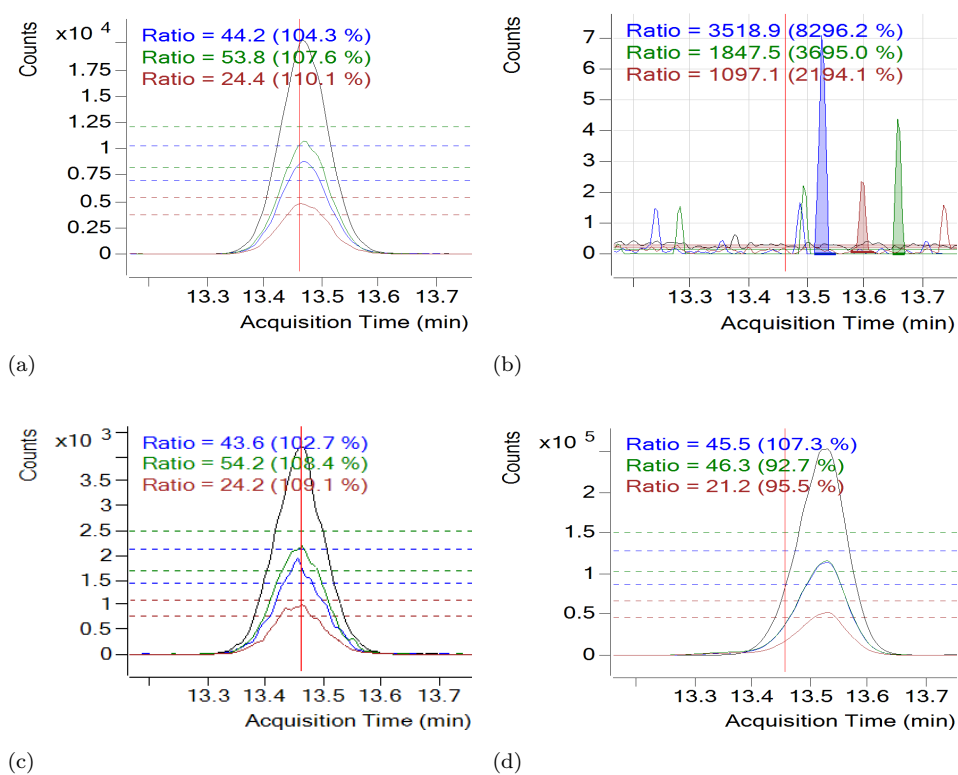 x10 4
Counts
Ratio = 44.2 (104.3 %)
Ratio = 53.8 (107.6 %)
Ratio = 24.4 (110.1 %)
1.75
1.5
1.25
1
0.75
0.5
0.25
0
13.3 13.4 13.5 13.6 13.7
Acquisition Time (min)
(a)
Counts
Ratio = 3518.9 (8296.2 %)
Ratio = 1847.5 (3695.0 %)
Ratio = 1097.1 (2194.1 %)
7
6
5
4
3
2
1
0
13.3 13.4 13.5 13.6 13.7
Acquisition Time (min)
(b)
x10 3
Counts
Ratio = 43.6 (102.7 %)
Ratio = 54.2 (108.4 %)
Ratio = 24.2 (109.1 %)
4
3.5
3
2.5
2
1.5
1
0.5
0
13.3 13.4 13.5 13.6 13.7
Acquisition Time (min)
(c)
x10 5
Counts
Ratio = 45.5 (107.3 %)
Ratio = 46.3 (92.7 %)
Ratio = 21.2 (95.5 %)
2
1.5
1
0.5
0
13.3 13.4 13.5 13.6 13.7
Acquisition Time (min)
(d)